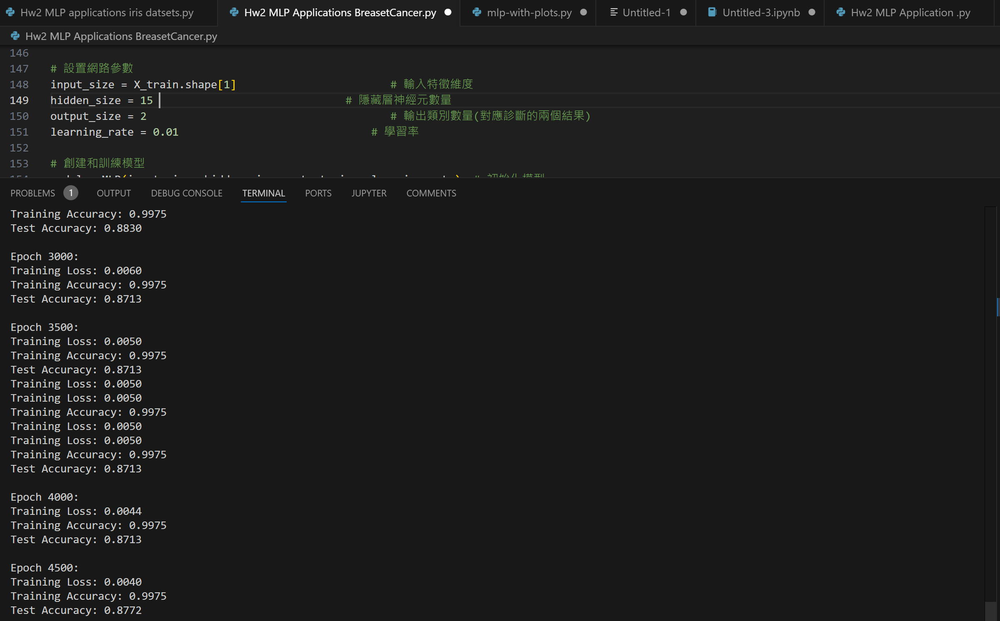 Hw2 MLP applications iris datsets.py Hw2 MLP Applications BreasetCancer.py mlp-with-plots.py Untitled-1 Untitled-3.ipynb Hw2 MLP Application .py
Hw2 MLP Applications BreasetCancer.py
146
147 # 設置網路參數
148 input_size = X_train.shape[1] # 輸入特徵維度
149 hidden_size = 15 # 隱藏層神經元數量
150 output_size = 2 # 輸出類別數量(對應診斷的兩個結果)
151 learning_rate = 0.01 # 學習率
152
153 # 創建和訓練模型
PROBLEMS 1 OUTPUT DEBUG CONSOLE TERMINAL PORTS JUPYTER COMMENTS
Training Accuracy: 0.9975
Test Accuracy: 0.8830
Epoch 3000:
Training Loss: 0.0060
Training Accuracy: 0.9975
Test Accuracy: 0.8713
Epoch 3500:
Training Loss: 0.0050
Training Accuracy: 0.9975
Test Accuracy: 0.8713
Training Loss: 0.0050
Training Loss: 0.0050
Training Accuracy: 0.9975
Training Loss: 0.0050
Training Loss: 0.0050
Training Accuracy: 0.9975
Test Accuracy: 0.8713
Epoch 4000:
Training Loss: 0.0044
Training Accuracy: 0.9975
Test Accuracy: 0.8713
Epoch 4500:
Training Loss: 0.0040
Training Accuracy: 0.9975
Test Accuracy: 0.8772